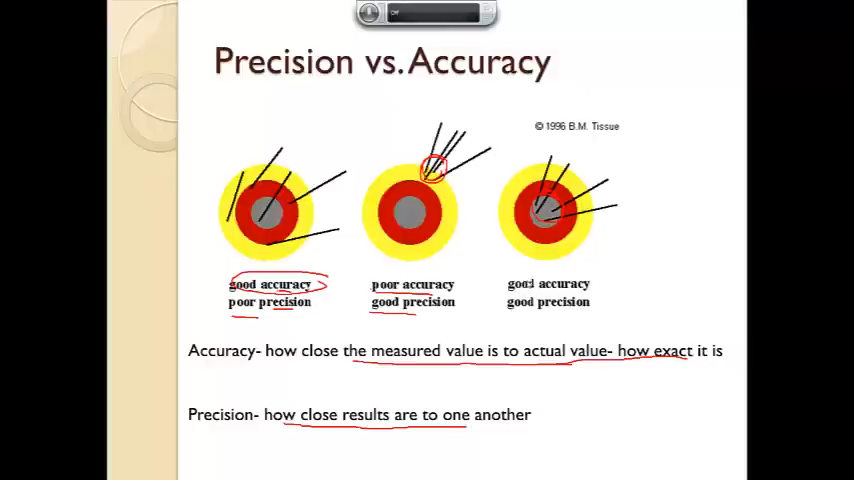 Off
Precision vs. Accuracy
© 1996 B.M. Tissue
good accuracy
poor precision
poor accuracy
good precision
good accuracy
good precision
Accuracy- how close the measured value is to actual value- how exact it is
Precision- how close results are to one another